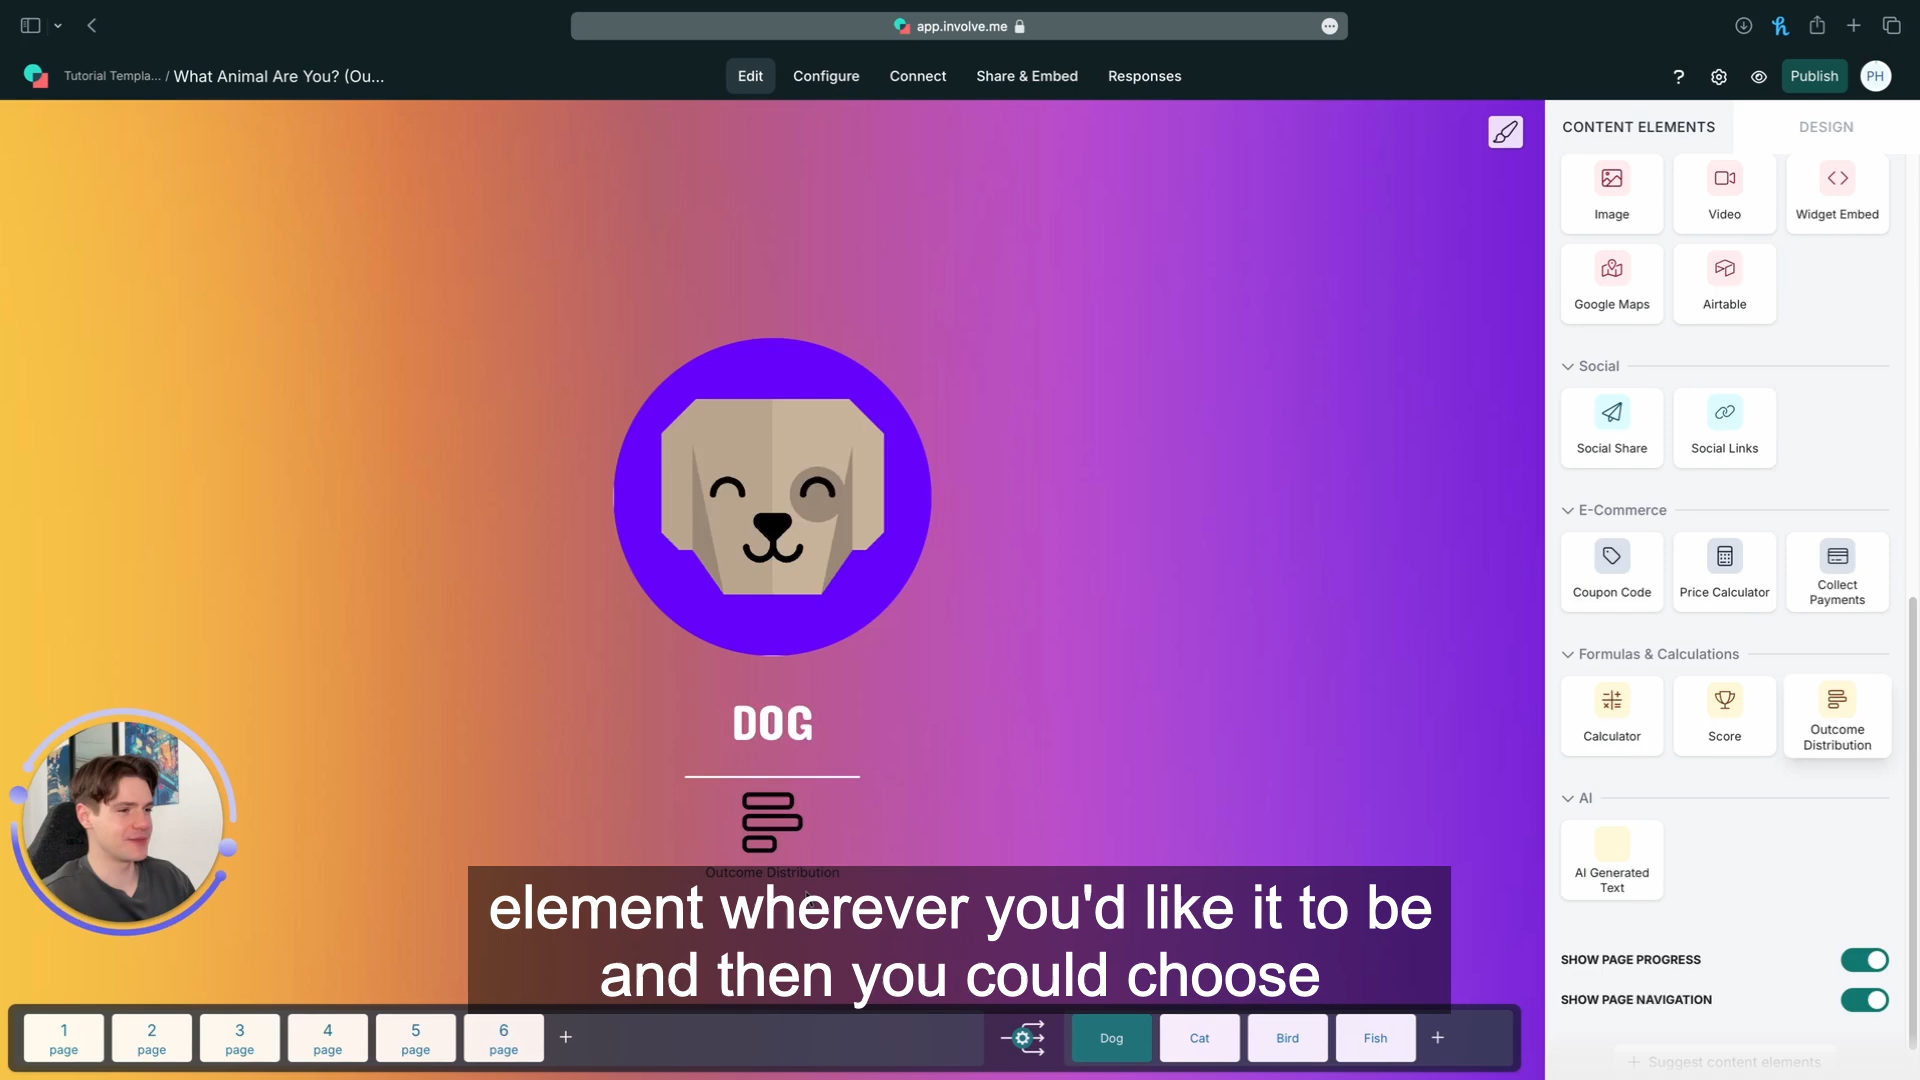 app.involve.me
Tutorial Templa... / What Animal Are You? (Ou...
Edit
Configure
Connect
Share & Embed
Responses
?
Publish
PH
CONTENT ELEMENTS
DESIGN
Image
Video
Widget Embed
Google Maps
Airtable
Social
Social Share
Social Links
E-Commerce
Coupon Code
Price Calculator
Collect
Payments
Formulas & Calculations
Calculator
Score
Outcome
Distribution
AI
AI Generated
Text
SHOW PAGE PROGRESS
SHOW PAGE NAVIGATION
+ Suggest content elements
DOG
Outcome Distribution
element wherever you'd like it to be
and then you could choose
1
page
2
page
3
page
4
page
5
page
6
page
+
Dog
Cat
Bird
Fish
+